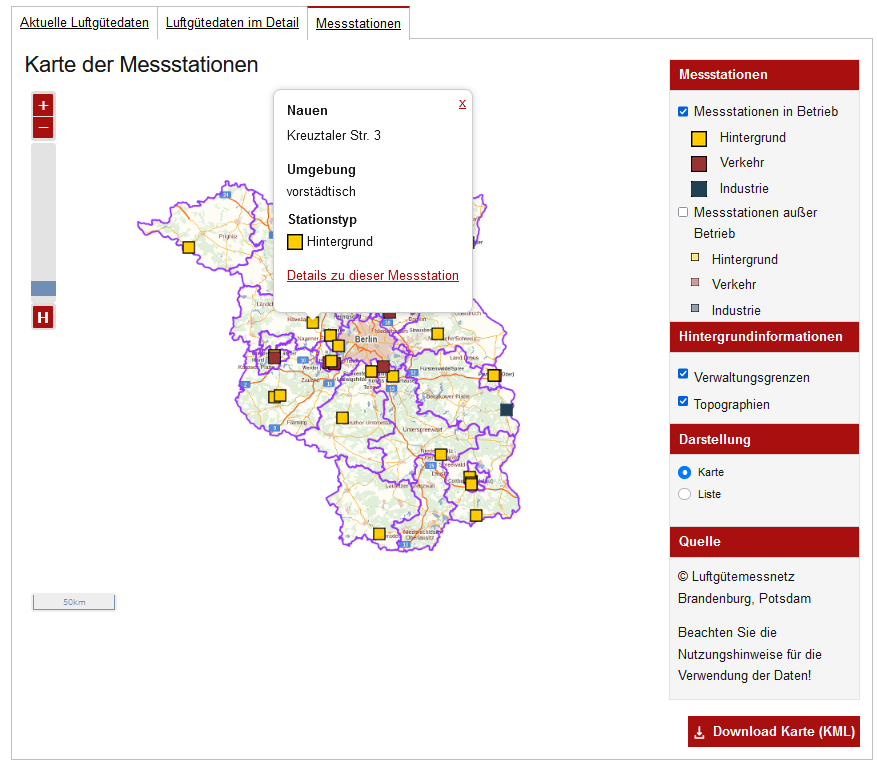 Aktuelle Luftgütedaten
Luftgütedaten im Detail
Messstationen
Karte der Messstationen
+
−
H
Nauen
x
Kreuztaler Str. 3
Umgebung
vorstädtisch
Stationstyp
Hintergrund
Details zu dieser Messstation
Prignitz
Berlin
50km
Messstationen
Messstationen in Betrieb
Hintergrund
Verkehr
Industrie
Messstationen außer
Betrieb
Hintergrund
Verkehr
Industrie
Hintergrundinformationen
Verwaltungsgrenzen
Topographien
Darstellung
Karte
Liste
Quelle
© Luftgütemessnetz
Brandenburg, Potsdam
Beachten Sie die
Nutzungshinweise für die
Verwendung der Daten!
Download Karte (KML)